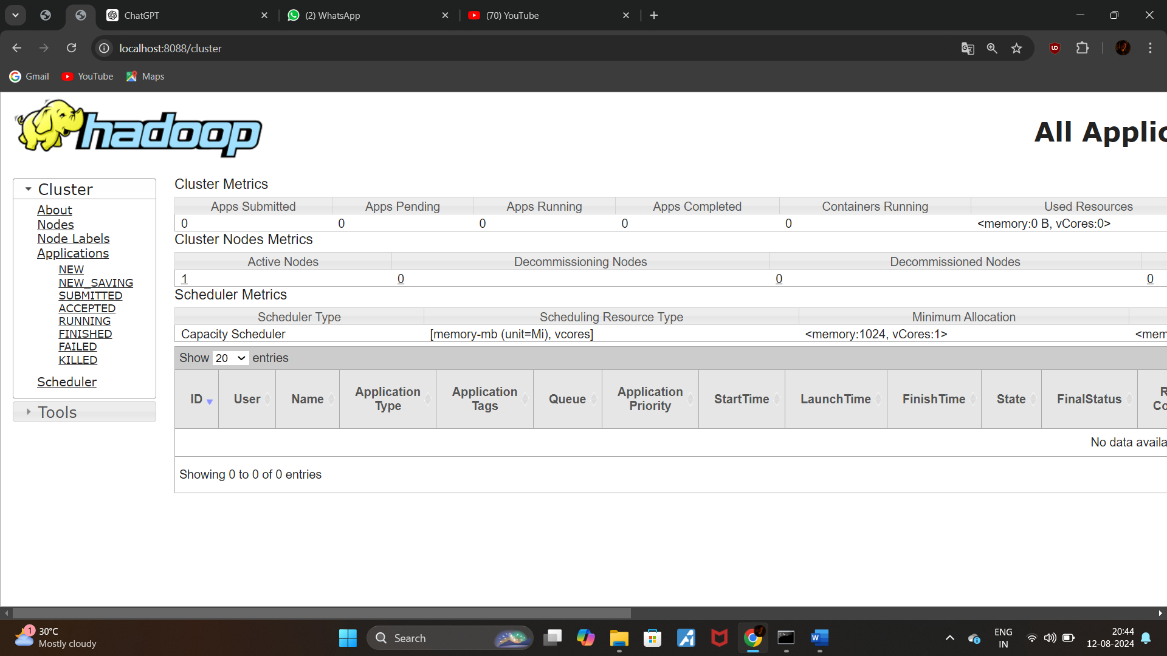 ChatGPT
(2) WhatsApp
(70) YouTube
localhost:8088/cluster
Gmail YouTube Maps
hadoop
All Applic
Cluster
About
Nodes
Node Labels
Applications
NEW
NEW_SAVING
SUBMITTED
ACCEPTED
RUNNING
FINISHED
FAILED
KILLED
Scheduler
Tools
Cluster Metrics
Apps Submitted Apps Pending Apps Running Apps Completed Containers Running Used Resources
0 0 0 0 0 <memory:0 B, vCores:0>
Cluster Nodes Metrics
Active Nodes Decommissioning Nodes Decommissioned Nodes
1 0 0 0
Scheduler Metrics
Scheduler Type Scheduling Resource Type Minimum Allocation
Capacity Scheduler [memory-mb (unit=Mi), vcores] <memory:1024, vCores:1> <mem
Show 20 entries
ID User Name Application Type Application Tags Queue Application Priority StartTime LaunchTime FinishTime State FinalStatus R Co
No data availa
Showing 0 to 0 of 0 entries
1
30°C
Mostly cloudy
Search
ENG
IN
20:44
12-08-2024